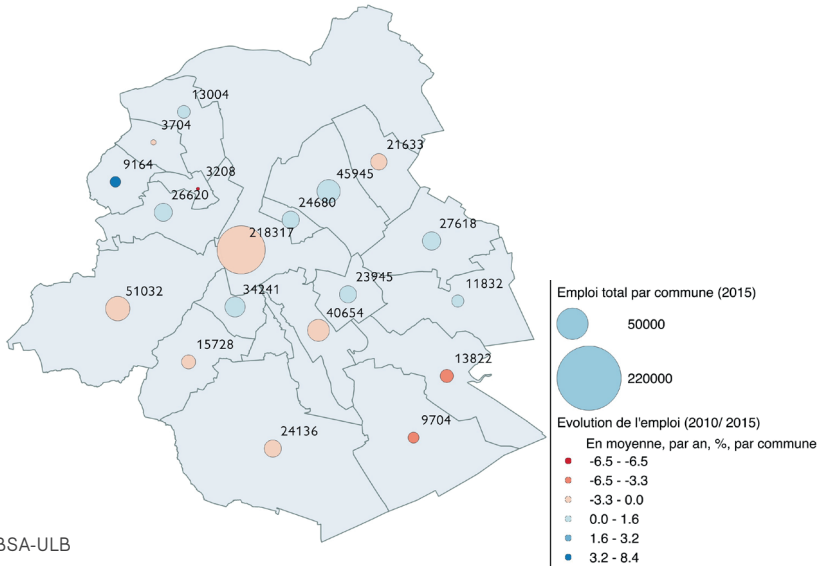 13004
3704
21633
9164
3208
45945
26620
24680
218317
27618
51032
34241
23945
11832
40654
15728
13822
9704
24136
Emploi total par commune (2015)
50000
220000
Evolution de l'emploi (2010/ 2015)
En moyenne, par an, %, par commune
-6.5 - -6.5
-6.5 - -3.3
-3.3 - 0.0
0.0 - 1.6
1.6 - 3.2
3.2 - 8.4
BSA-ULB